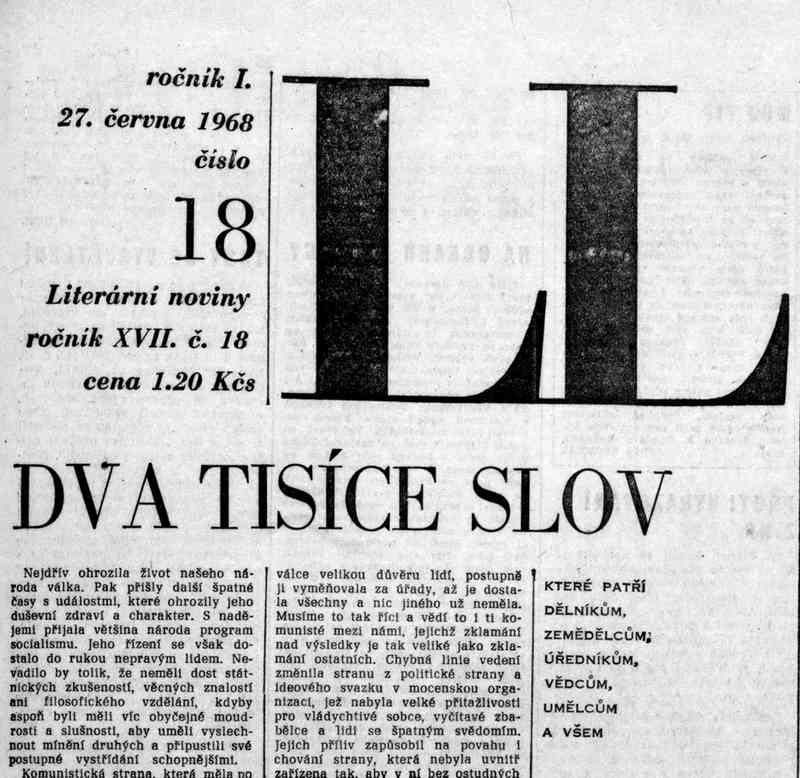 ročník I.
27. června 1968
číslo
18
Literární noviny
ročník XVII. č. 18
cena 1.20 Kčs
LL
DVA TISÍCE SLOV
Nejdřív ohrozila život našeho ná-
roda válka. Pak přišly další špatné
časy s událostmi, které ohrozily jeho
duševní zdraví a charakter. S nadě-
jemi přijala většina národa program
socialismu. Jeho řízení se však do-
stalo do rukou nepravým lidem. Ne-
vadilo by tolik, že neměli dost stát-
nických zkušeností, věcných znalostí
ani filosofického vzdělání, kdyby
aspoň byli měli víc obyčejné moud-
rosti a slušnosti, aby uměli vyslech-
nout mínění druhých a připustili své
postupné vystřídání schopnějšími.
Komunistická strana, která měla po
válce velikou důvěru lidí, postupně
ji vyměňovala za úřady, až je dosta-
la všechny a nic jiného už neměla.
Musíme to tak říci a vědí to i ti ko-
munisté mezi námi, jejichž zklamání
nad výsledky je tak veliké jako zkla-
mání ostatních. Chybná linie vedení
změnila stranu z politické strany a
ideového svazku v mocenskou orga-
nizaci, jež nabyla velké přitažlivosti
pro vládychtivé sobce, vyčítavé zba-
bělce a lidi se špatným svědomím.
Jejich příliv zapůsobil na povahu i
chování strany, která nebyla uvnitř
zařízena tak, aby v ní bez ostudných
KTERÉ PATŘÍ
DĚLNÍKŮM,
ZEMĚDĚLCŮM,
ÚŘEDNÍKŮM,
VĚDCŮM,
UMĚLCŮM
A VŠEM